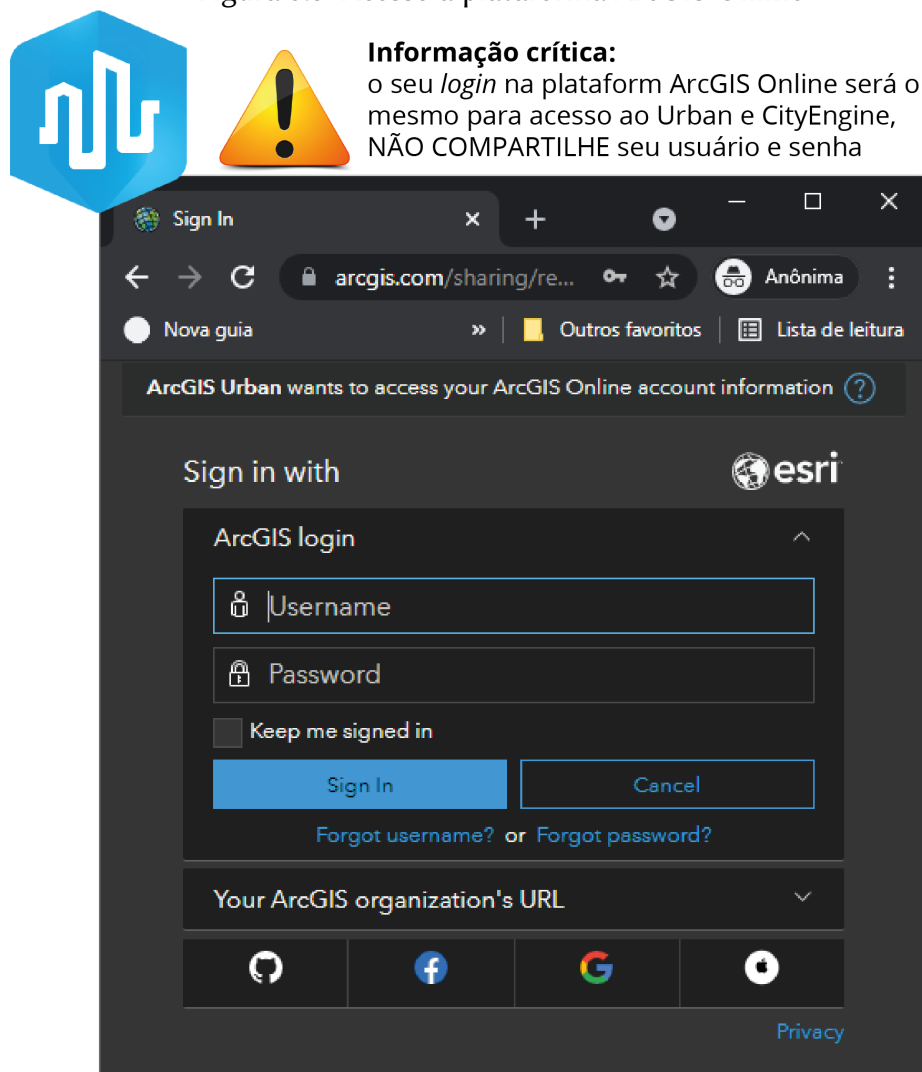 Informação crítica:
o seu login na plataform ArcGIS Online será o
mesmo para acesso ao Urban e CityEngine,
NÃO COMPARTILHE seu usuário e senha
Sign In
arcgis.com/sharing/re...
Anônima
Nova guia
»
Outros favoritos
Lista de leitura
ArcGIS Urban wants to access your ArcGIS Online account information ?
Sign in with
esri
ArcGIS login
Username
Password
Keep me signed in
Sign In
Cancel
Forgot username? or Forgot password?
Your ArcGIS organization's URL
Privacy